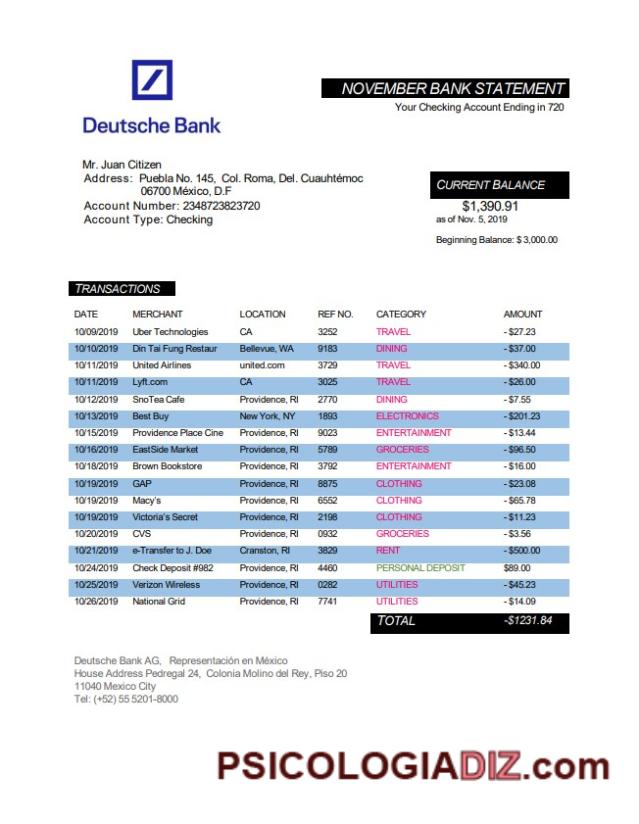 Deutsche Bank
NOVEMBER BANK STATEMENT
Your Checking Account Ending in 720
Mr. Juan Citizen
Address: Puebla No. 145, Col. Roma, Del. Cuauhtémoc
06700 México, D.F
Account Number: 2348723823720
Account Type: Checking
CURRENT BALANCE
$1,390.91
as of Nov. 5, 2019
Beginning Balance: $ 3,000.00
TRANSACTIONS
DATE MERCHANT LOCATION REF NO. CATEGORY AMOUNT
10/09/2019 Uber Technologies CA 3252 TRAVEL - $27.23
10/10/2019 Din Tai Fung Restaur Bellevue, WA 9183 DINING - $37.00
10/11/2019 United Airlines united.com 3729 TRAVEL - $340.00
10/11/2019 Lyft.com CA 3025 TRAVEL - $26.00
10/12/2019 SnoTea Cafe Providence, RI 2770 DINING - $7.55
10/13/2019 Best Buy New York, NY 1893 ELECTRONICS - $201.23
10/15/2019 Providence Place Cine Providence, RI 9023 ENTERTAINMENT - $13.44
10/16/2019 EastSide Market Providence, RI 5789 GROCERIES - $96.50
10/18/2019 Brown Bookstore Providence, RI 3792 ENTERTAINMENT - $16.00
10/19/2019 GAP Providence, RI 8875 CLOTHING - $23.08
10/19/2019 Macy's Providence, RI 6552 CLOTHING - $65.78
10/19/2019 Victoria's Secret Providence, RI 2198 CLOTHING - $11.23
10/20/2019 CVS Providence, RI 0932 GROCERIES - $3.56
10/21/2019 e-Transfer to J. Doe Cranston, RI 3829 RENT - $500.00
10/24/2019 Check Deposit #982 Providence, RI 4460 PERSONAL DEPOSIT $89.00
10/25/2019 Verizon Wireless Providence, RI 0282 UTILITIES - $45.23
10/26/2019 National Grid Providence, RI 7741 UTILITIES - $14.09
TOTAL -$1231.84
Deutsche Bank AG, Representación en México
House Address Pedregal 24, Colonia Molino del Rey, Piso 20
11040 Mexico City
Tel: (+52) 55 5201-8000
PSICOLOGIADIZ.com